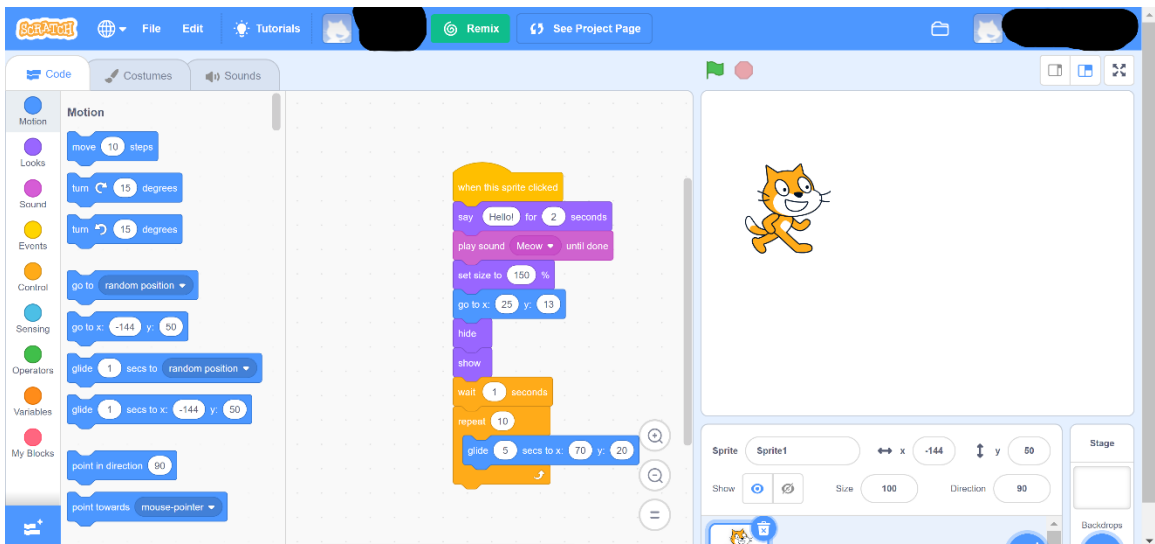 SCRATCH File Edit Tutorials Remix See Project Page
Code Costumes Sounds
Motion
Looks
Sound
Events
Control
Sensing
Operators
Variables
My Blocks
Motion
move 10 steps
turn 15 degrees
turn 15 degrees
go to random position
go to x: -144 y: 50
glide 1 secs to random position
glide 1 secs to x: -144 y: 50
point in direction 90
point towards mouse-pointer
when this sprite clicked
say Hello! for 2 seconds
play sound Meow until done
set size to 150 %
go to x: 25 y: 13
hide
show
wait 1 seconds
repeat 10
glide 5 secs to x: 70 y: 20
Sprite Sprite1 x -144 y 50
Show Size 100 Direction 90
Stage
Backdrops